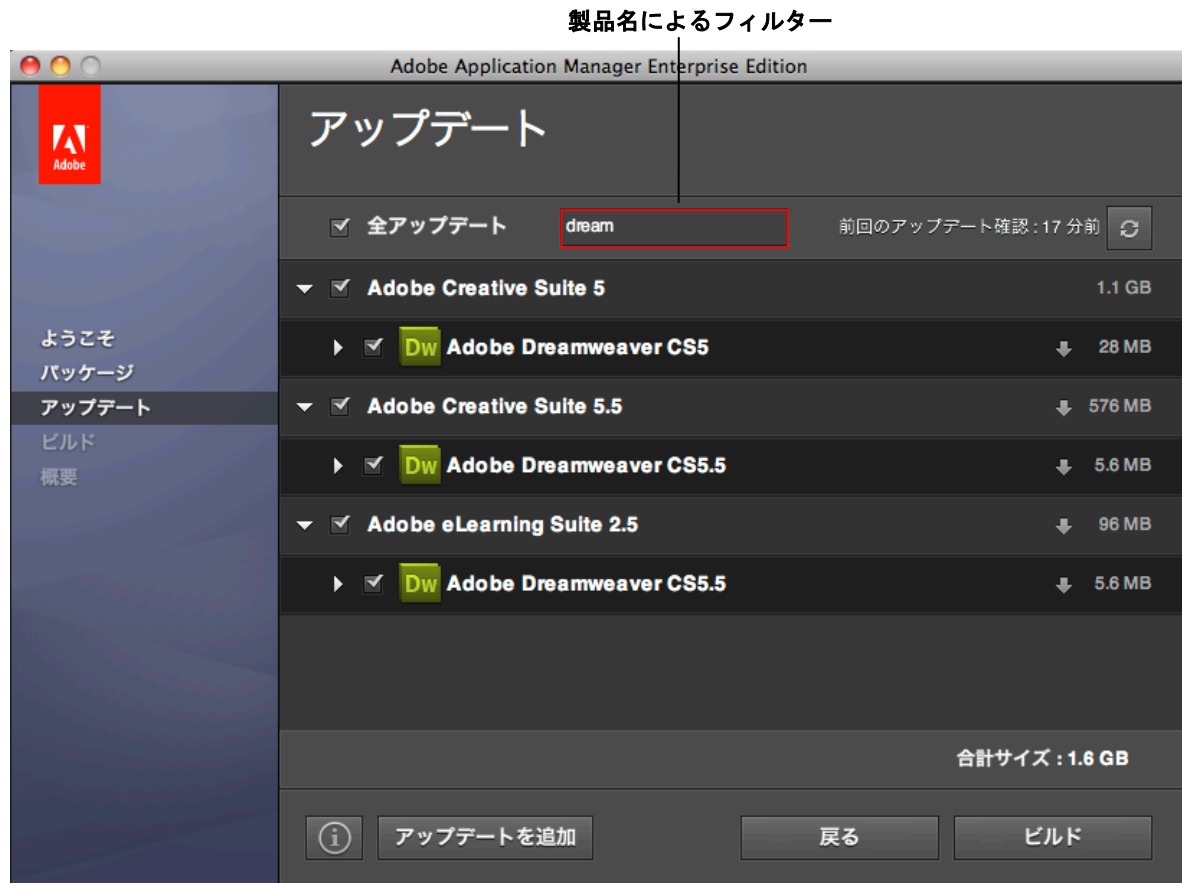 製品名によるフィルター
Adobe Application Manager Enterprise Edition
Adobe
アップデート
全アップデート
dream
前回のアップデート確認 : 17 分前
Adobe Creative Suite 5
1.1 GB
Dw Adobe Dreamweaver CS5
28 MB
Adobe Creative Suite 5.5
576 MB
Dw Adobe Dreamweaver CS5.5
5.6 MB
Adobe eLearning Suite 2.5
96 MB
Dw Adobe Dreamweaver CS5.5
5.6 MB
ようこそ
パッケージ
アップデート
ビルド
概要
合計サイズ : 1.6 GB
アップデートを追加
戻る
ビルド